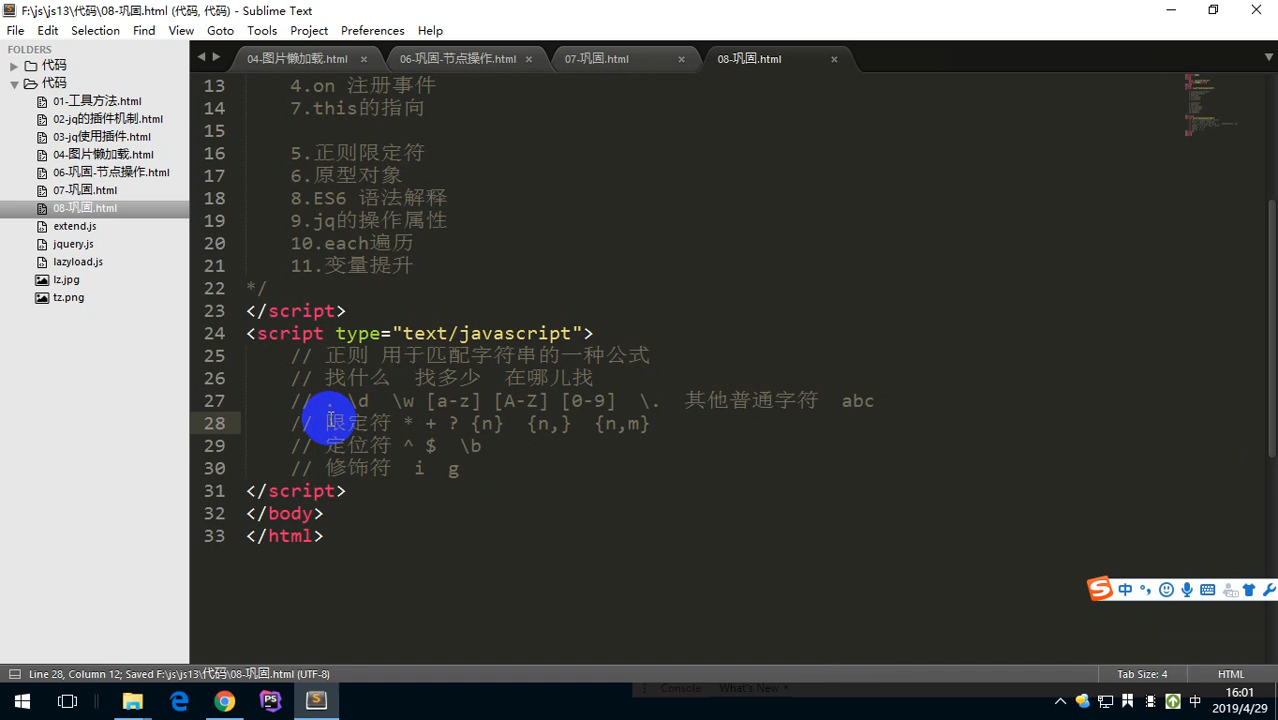 F:\js\js13\代码\08-巩固.html (代码, 代码) - Sublime Text
File Edit Selection Find View Goto Tools Project Preferences Help
FOLDERS
代码
代码
01-工具方法.html
02-jq的插件机制.html
03-jq使用插件.html
04-图片懒加载.html
06-巩固-节点操作.html
07-巩固.html
08-巩固.html
extend.js
jquery.js
lazyload.js
lz.jpg
tz.png
04-图片懒加载.html × 06-巩固-节点操作.html × 07-巩固.html × 08-巩固.html ×
13 4.on 注册事件
14 7.this的指向
15
16 5.正则限定符
17 6.原型对象
18 8.ES6 语法解释
19 9.jq的操作属性
20 10.each遍历
21 11.变量提升
22 */
23 </script>
24 <script type="text/javascript">
25 // 正则 用于匹配字符串的一种公式
26 // 找什么 找多少 在哪儿找
27 // . \d \w [a-z] [A-Z] [0-9] \. 其他普通字符 abc
28 // 限定符 * + ? {n} {n,} {n,m}
29 // 定位符 ^ $ \b
30 // 修饰符 i g
31 </script>
32 </body>
33 </html>
中
Line 28, Column 12; Saved F:\js\js13\代码\08-巩固.html (UTF-8) Tab Size: 4 HTML
Console What's New ×
中 16:01
2019/4/29